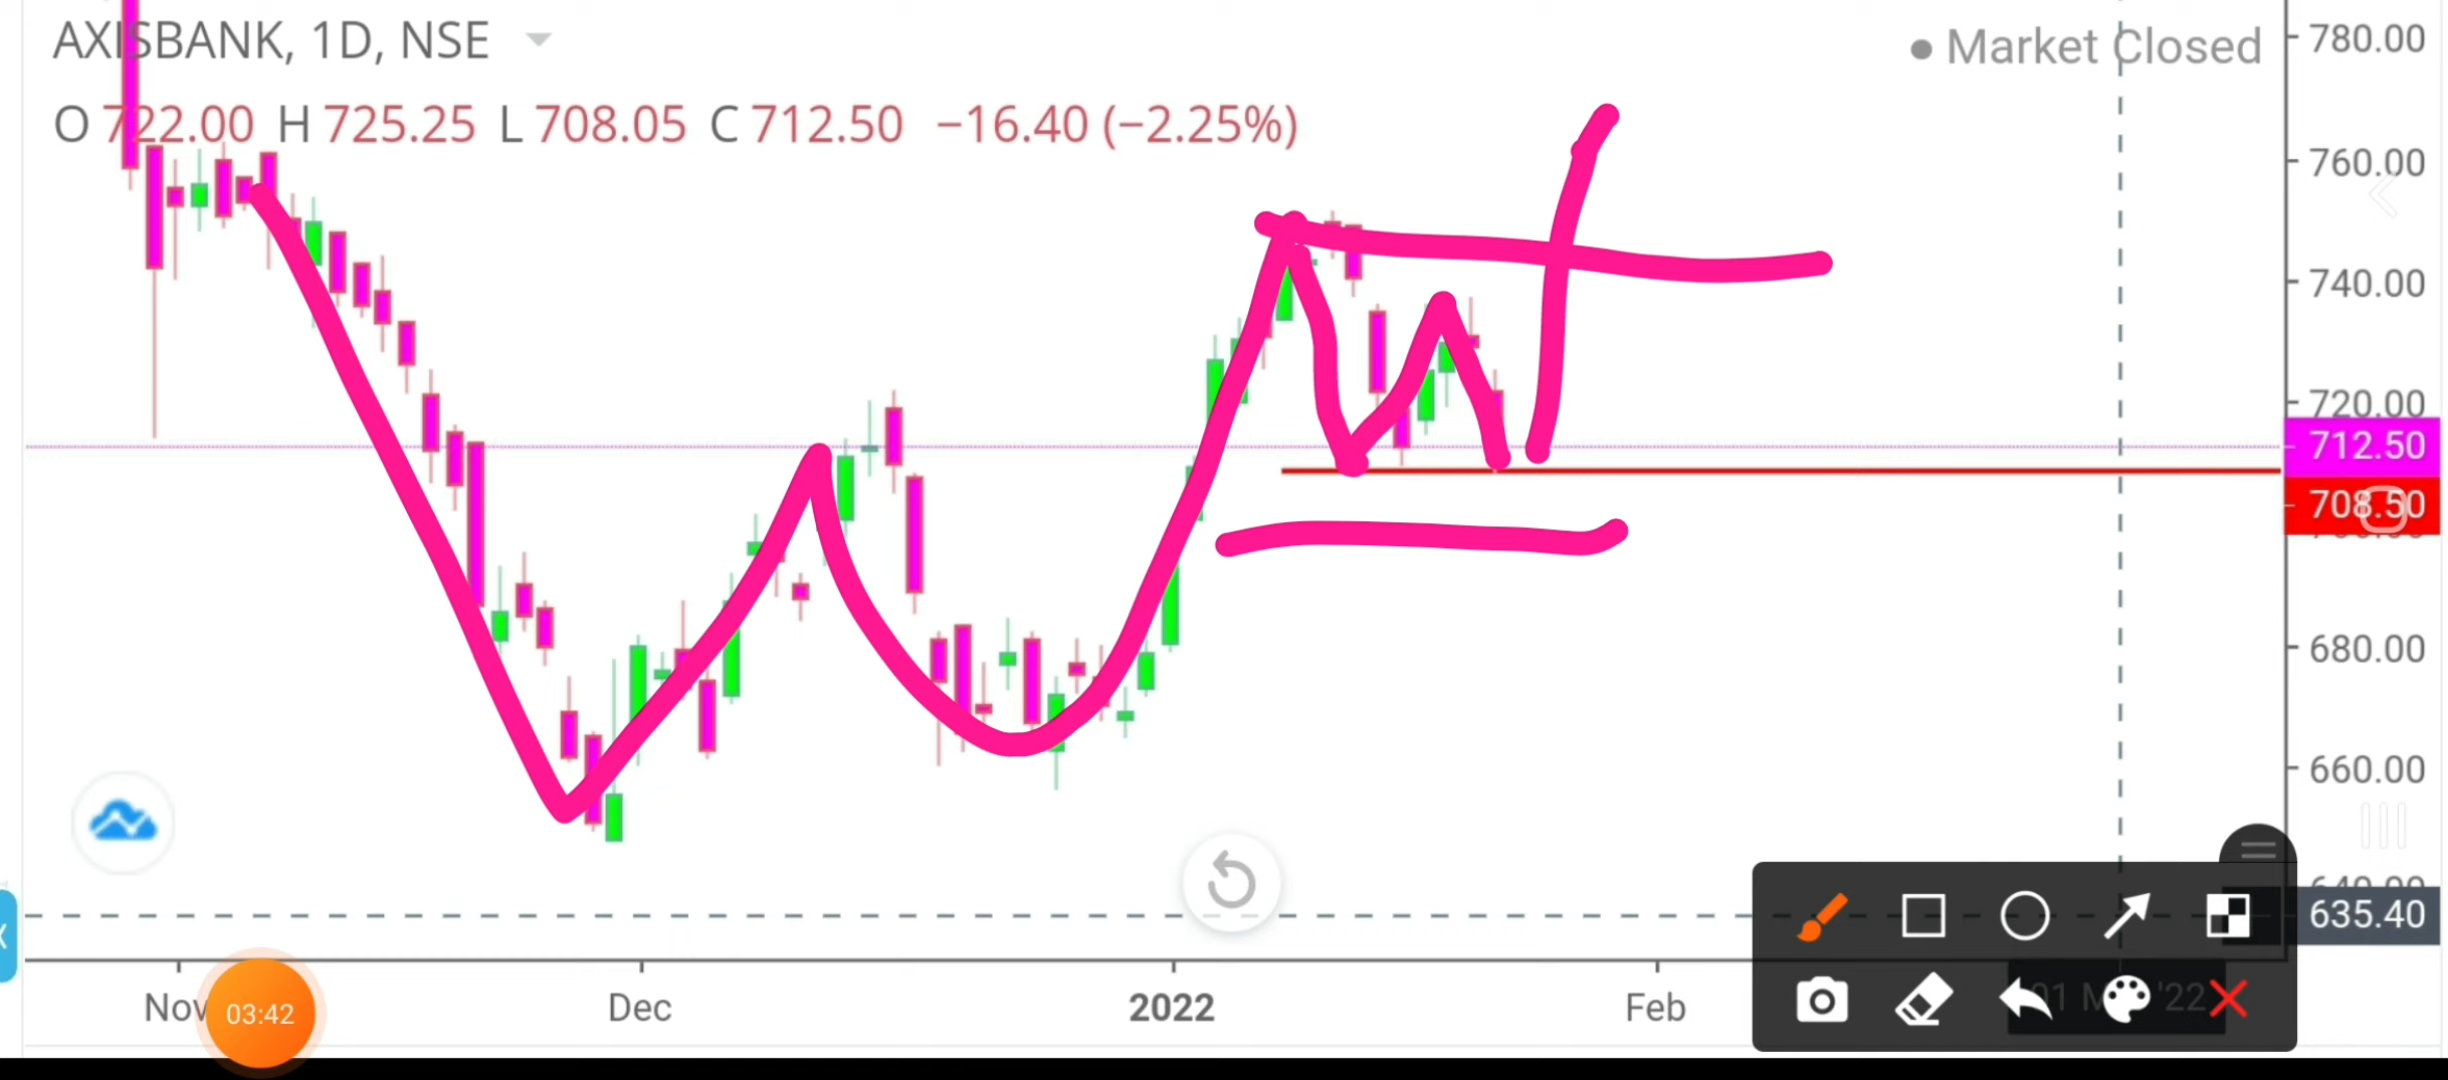 AXISBANK, 1D, NSE
Market Closed
O 722.00 H 725.25 L 708.05 C 712.50 −16.40 (−2.25%)
780.00
760.00
740.00
720.00
712.50
708.50
680.00
660.00
635.40
Nov
Dec
2022
Feb
03:42